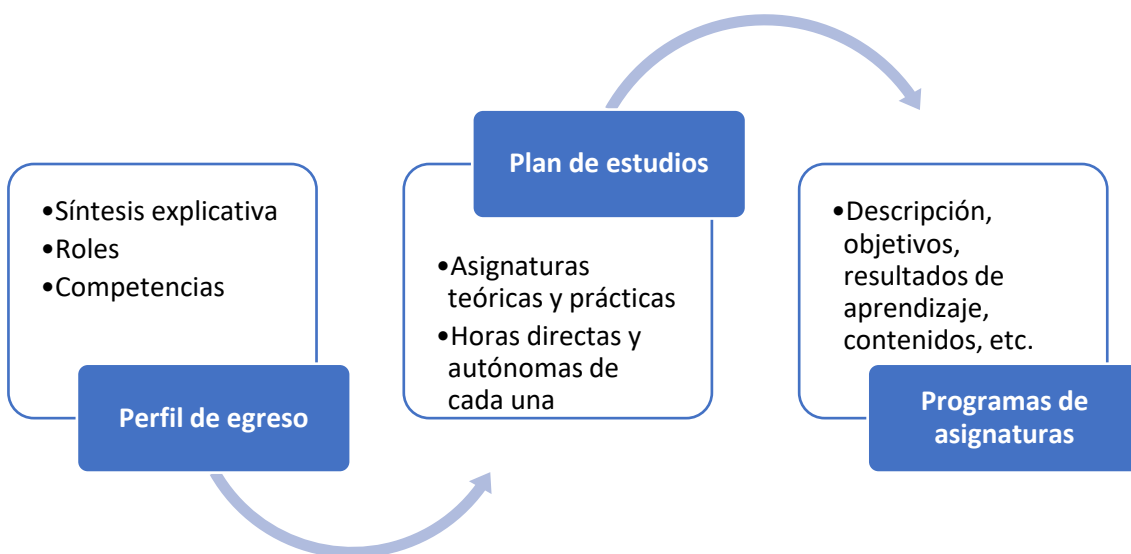 •Síntesis explicativa
•Roles
•Competencias
Perfil de egreso
Plan de estudios
•Asignaturas
teóricas y prácticas
•Horas directas y
autónomas de
cada una
•Descripción,
objetivos,
resultados de
aprendizaje,
contenidos, etc.
Programas de
asignaturas